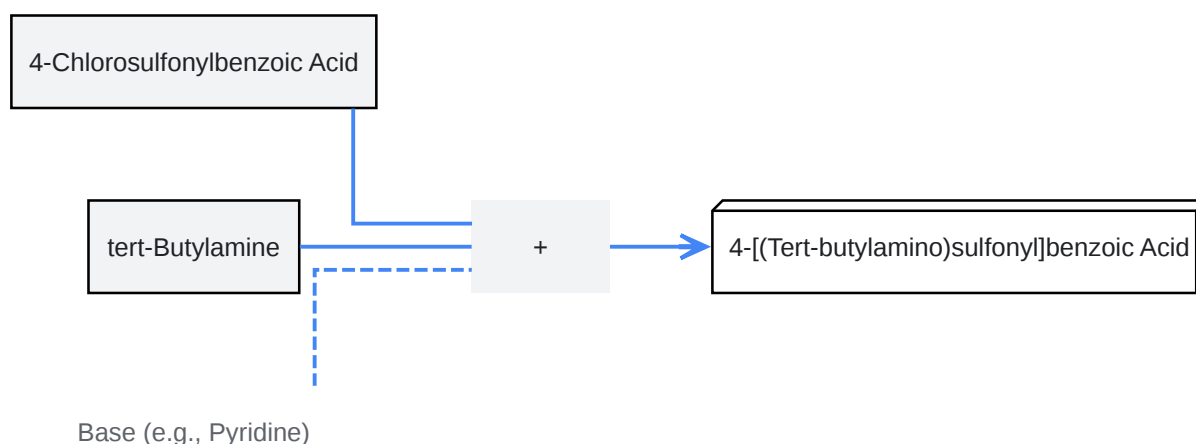 4-Chlorosulfonylbenzoic Acid
tert-Butylamine
+
4-[(Tert-butylamino)sulfonyl]benzoic Acid
Base (e.g., Pyridine)